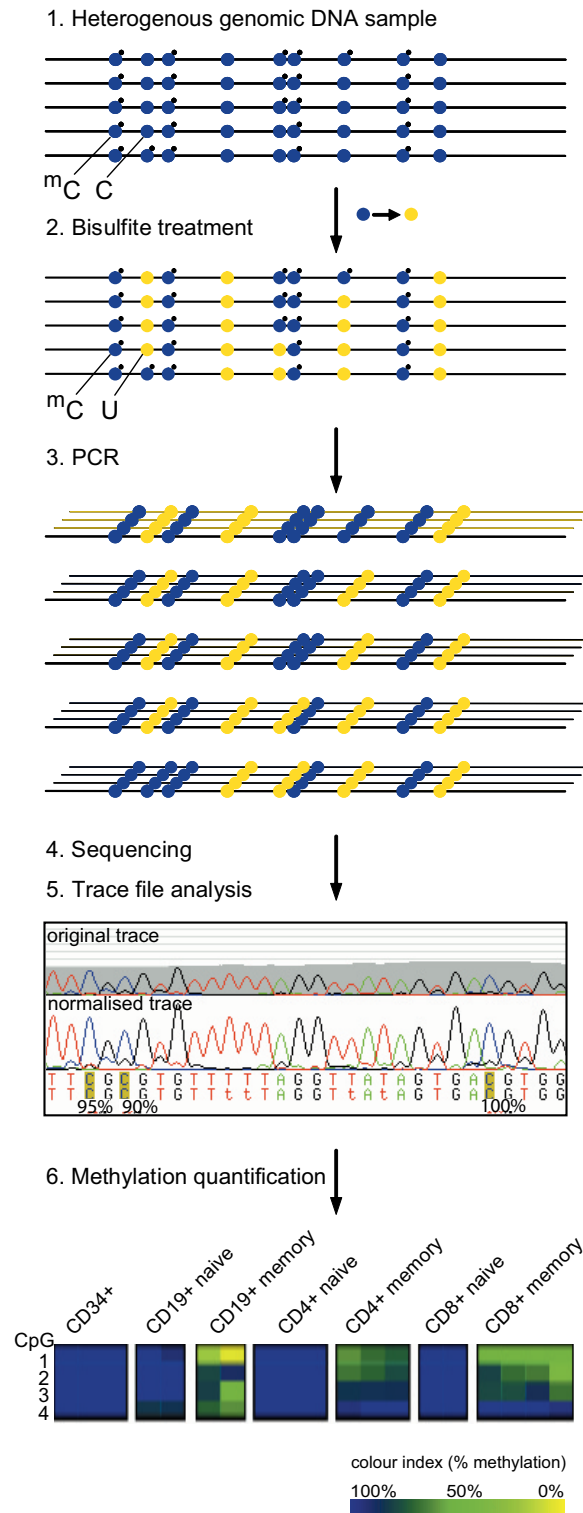 1. Heterogenous genomic DNA sample
mC C
2. Bisulfite treatment
mC U
3. PCR
4. Sequencing
5. Trace file analysis
original trace
normalised trace
T T C G C G T G T T T T T A G G T T A T A G T G A C G T G G
T T C G C G T G T T t t T A G G T t A t A G T G A C G T G G
95% 90% 100%
6. Methylation quantification
CD34+ CD19+ naive CD19+ memory CD4+ naive CD4+ memory CD8+ naive CD8+ memory
CpG
1
2
3
4
colour index (% methylation)
100% 50% 0%